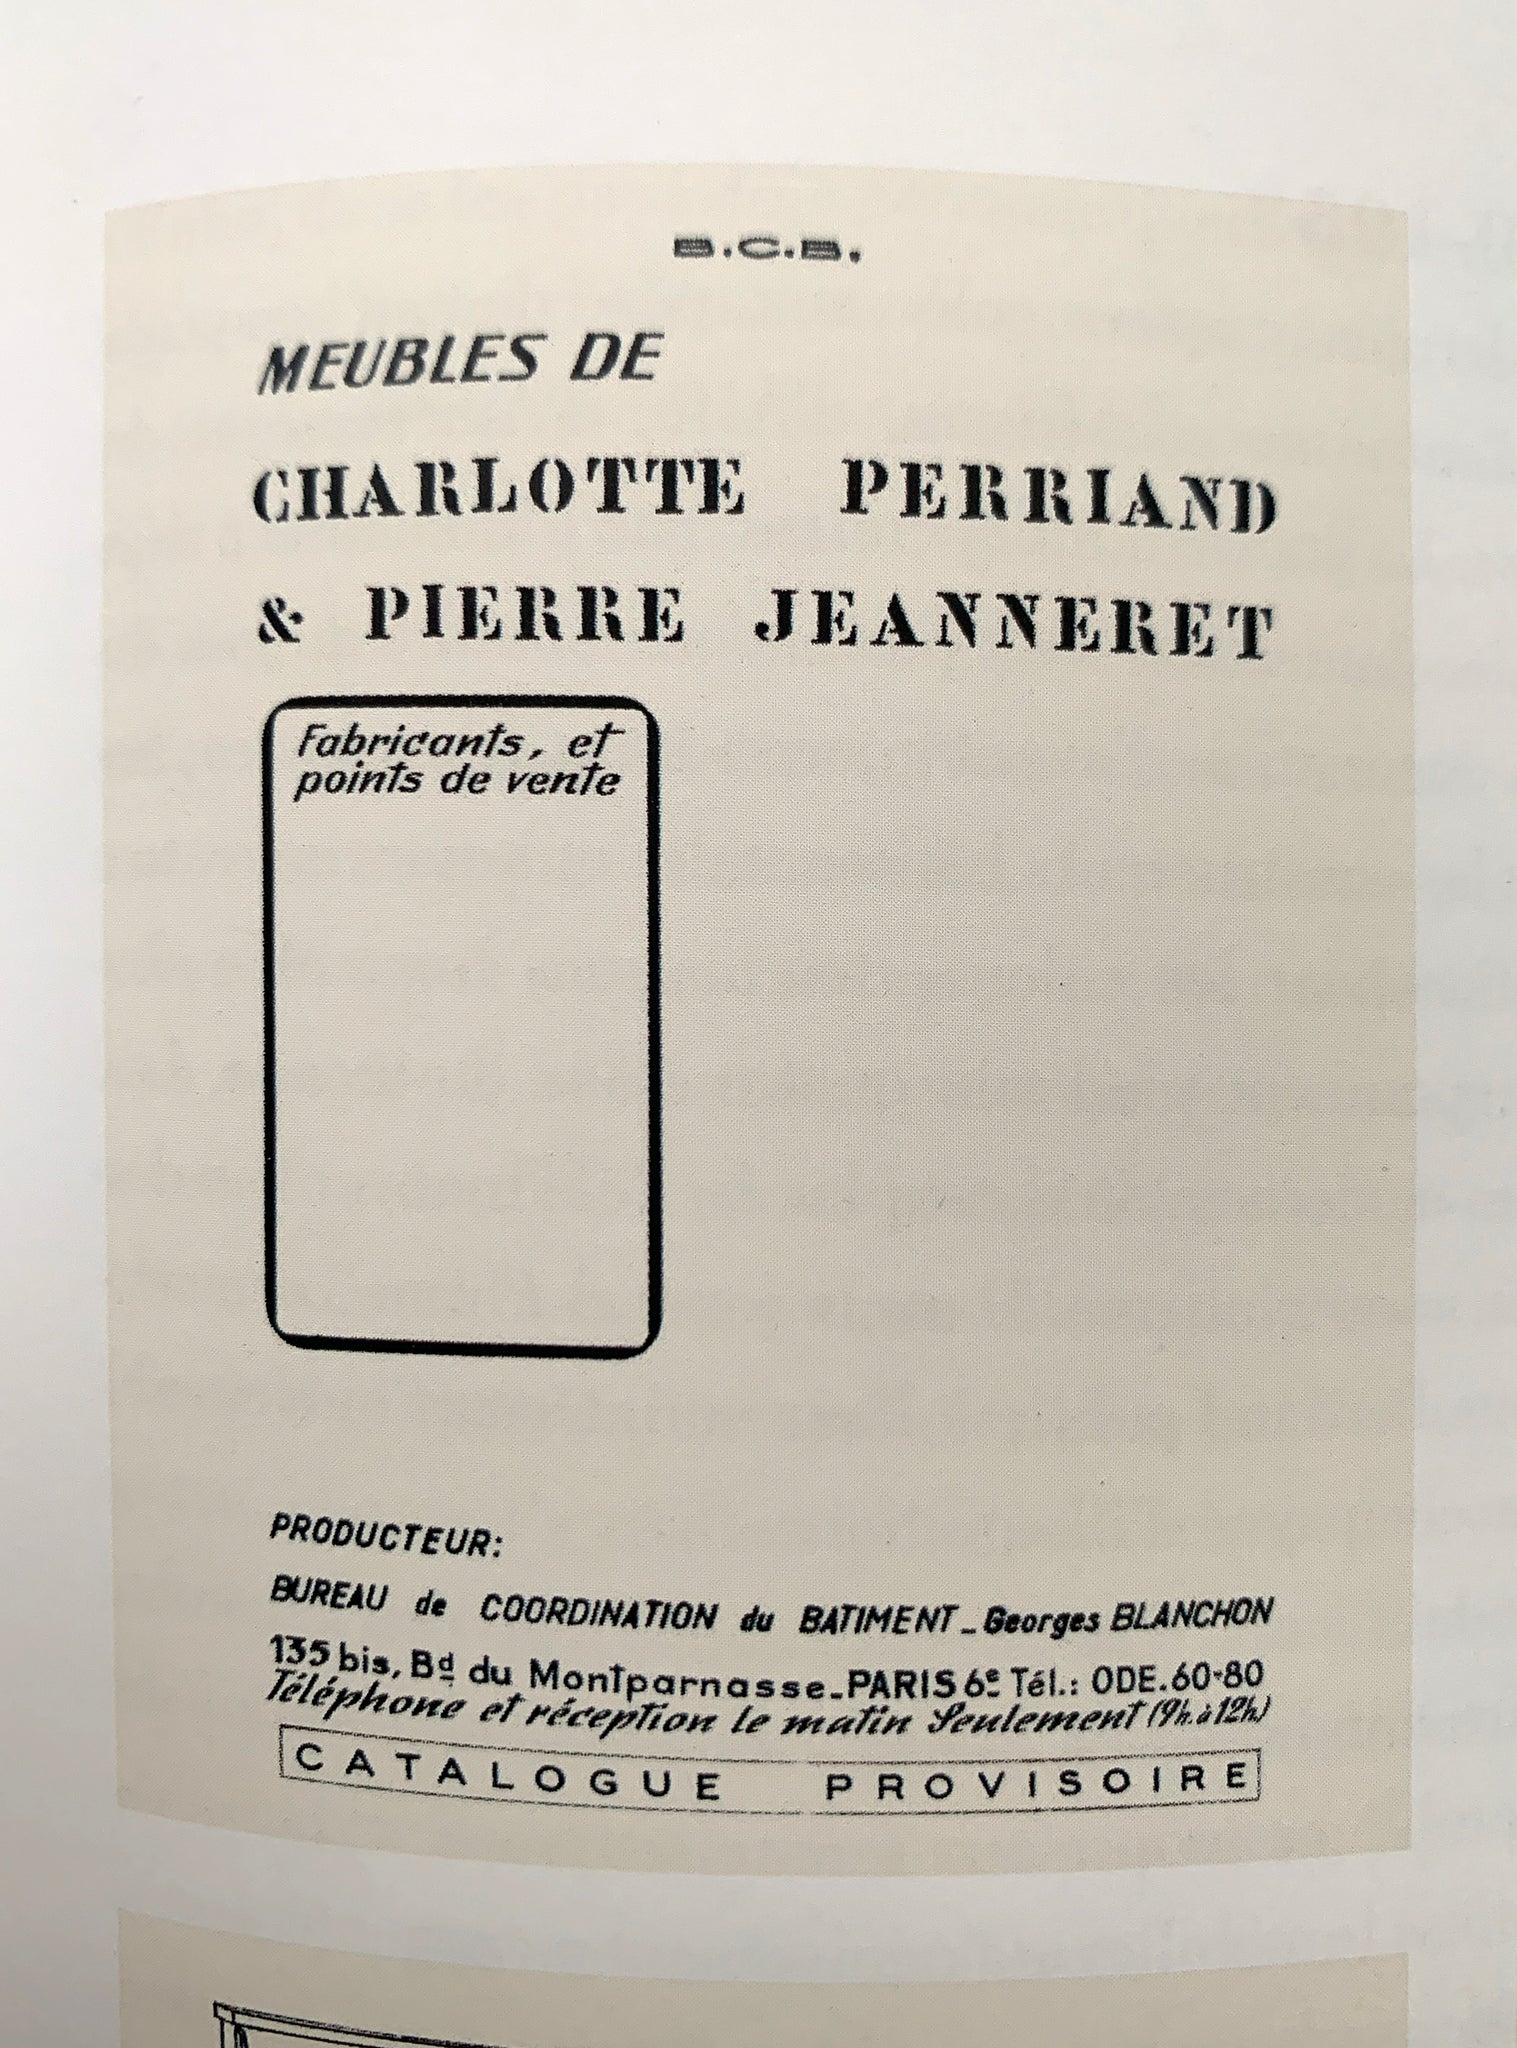 B.C.B.
MEUBLES DE
CHARLOTTE PERRIAND
& PIERRE JEANNERET
Fabricants, et
points de vente
PRODUCTEUR:
BUREAU de COORDINATION du BATIMENT_Georges BLANCHON
135 bis, Bd du Montparnasse_PARIS 6e Tél.: ODE.60-80
Téléphone et réception le matin Seulement (9h.à12h.)
CATALOGUE PROVISOIRE